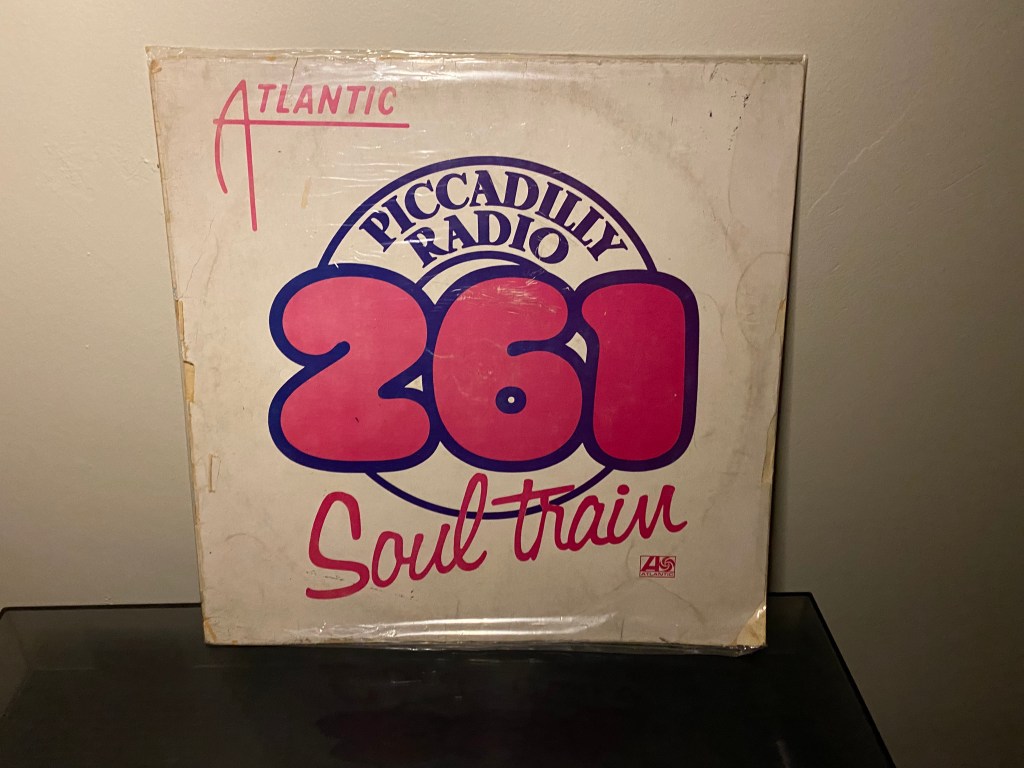 ATLANTIC
PICCADILLY
RADIO
261
Soul train
ATLANTIC